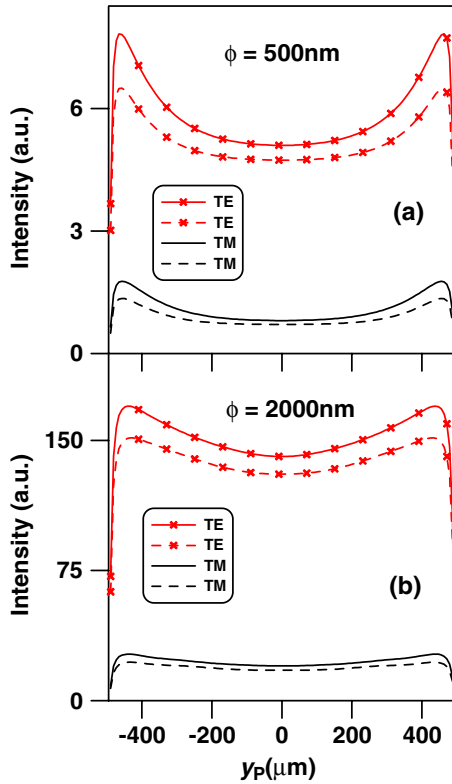 ϕ = 500nm
6
3
0
Intensity (a.u.)
TE
TE
TM
TM
(a)
ϕ = 2000nm
150
75
0
Intensity (a.u.)
TE
TE
TM
TM
(b)
-400 -200 0 200 400
yP(μm)